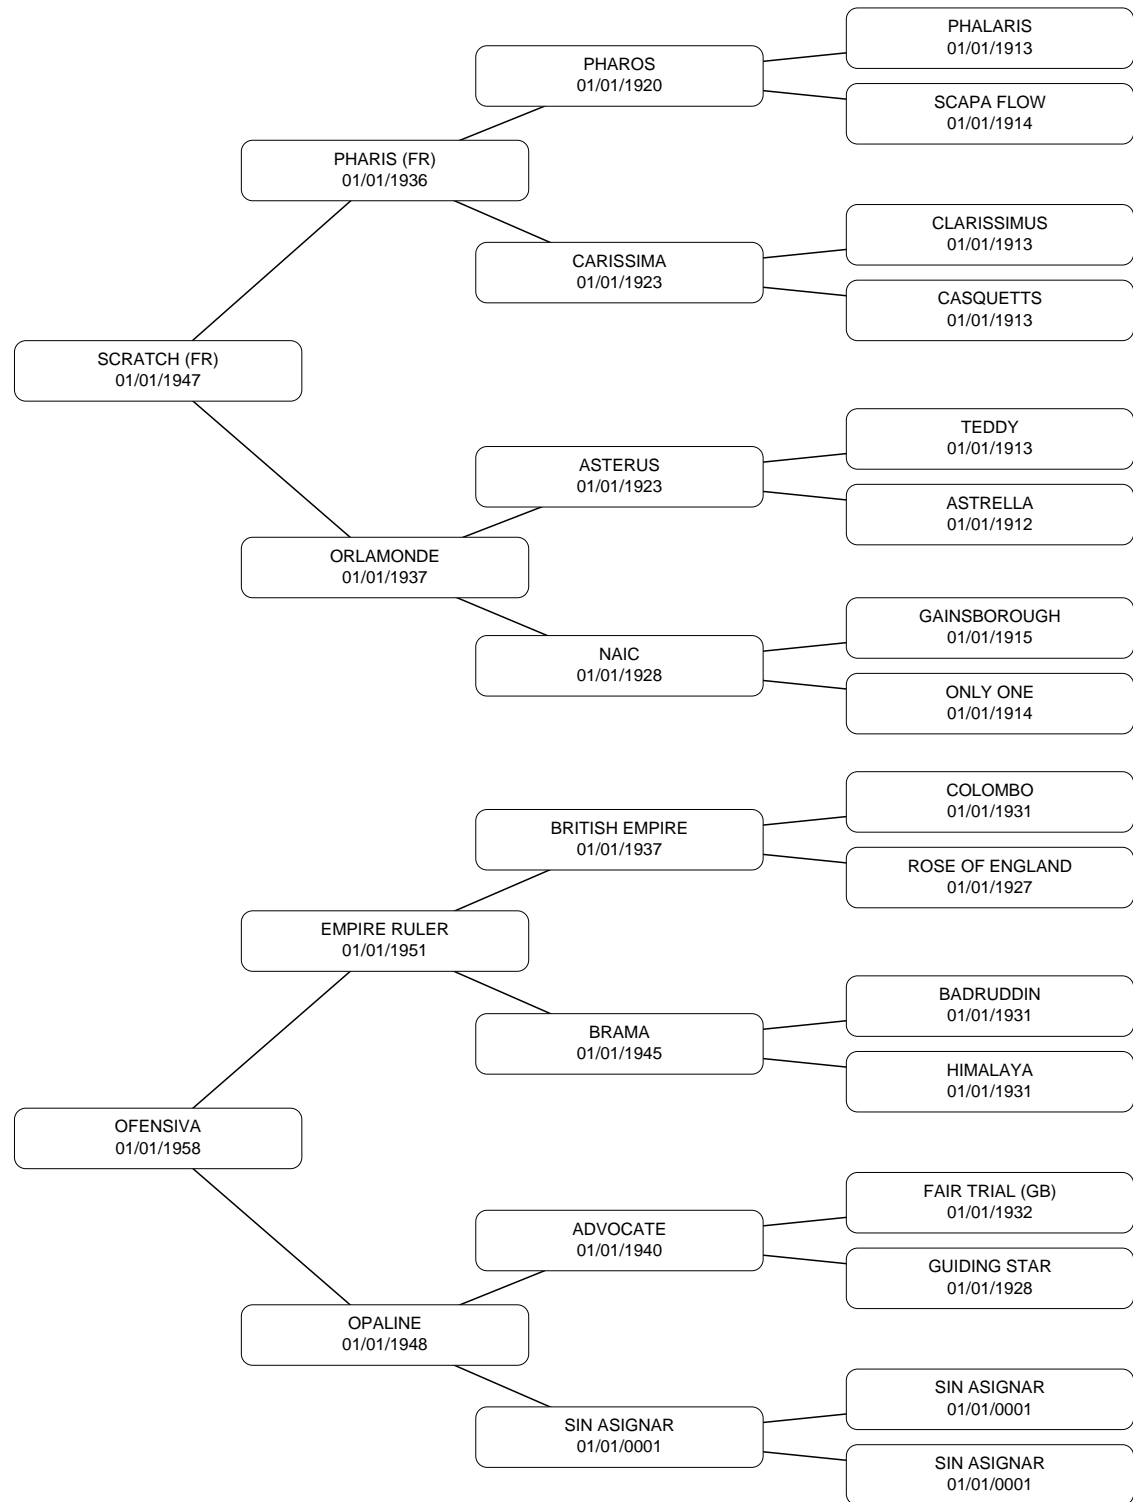 PHALARIS
01/01/1913
PHAROS
01/01/1920
SCAPA FLOW
01/01/1914
PHARIS (FR)
01/01/1936
CLARISSIMUS
01/01/1913
CARISSIMA
01/01/1923
CASQUETTS
01/01/1913
SCRATCH (FR)
01/01/1947
TEDDY
01/01/1913
ASTERUS
01/01/1923
ASTRELLA
01/01/1912
ORLAMONDE
01/01/1937
GAINSBOROUGH
01/01/1915
NAIC
01/01/1928
ONLY ONE
01/01/1914
COLOMBO
01/01/1931
BRITISH EMPIRE
01/01/1937
ROSE OF ENGLAND
01/01/1927
EMPIRE RULER
01/01/1951
BADRUDDIN
01/01/1931
BRAMA
01/01/1945
HIMALAYA
01/01/1931
OFENSIVA
01/01/1958
FAIR TRIAL (GB)
01/01/1932
ADVOCATE
01/01/1940
GUIDING STAR
01/01/1928
OPALINE
01/01/1948
SIN ASIGNAR
01/01/0001
SIN ASIGNAR
01/01/0001
SIN ASIGNAR
01/01/0001